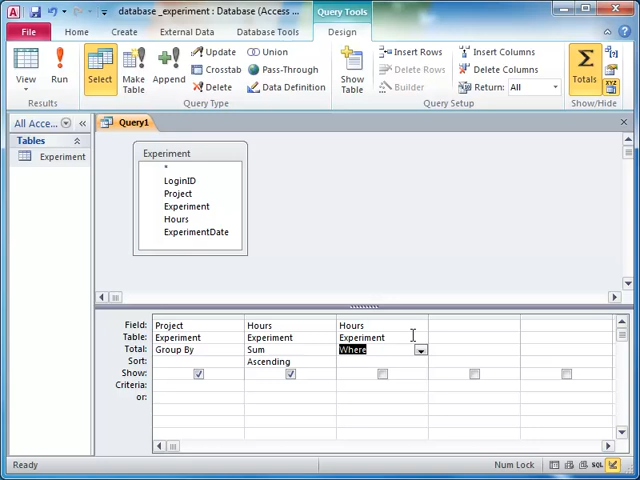 database _experiment : Database (Access ...
Query Tools
File
Home
Create
External Data
Database Tools
Design
View
Run
Results
Select
Make Table
Append
Update
Crosstab
Delete
Union
Pass-Through
Data Definition
Query Type
Show Table
Insert Rows
Delete Rows
Builder
Insert Columns
Delete Columns
Return: All
Query Setup
Totals
XYZ
Show/Hide
All Acce...
Tables
Experiment
Query1
Experiment
*
LoginID
Project
Experiment
Hours
ExperimentDate
Field: Project Hours Hours
Table: Experiment Experiment Experiment
Total: Group By Sum Where
Sort: Ascending
Show:
Criteria:
or:
Ready
Num Lock
SQL